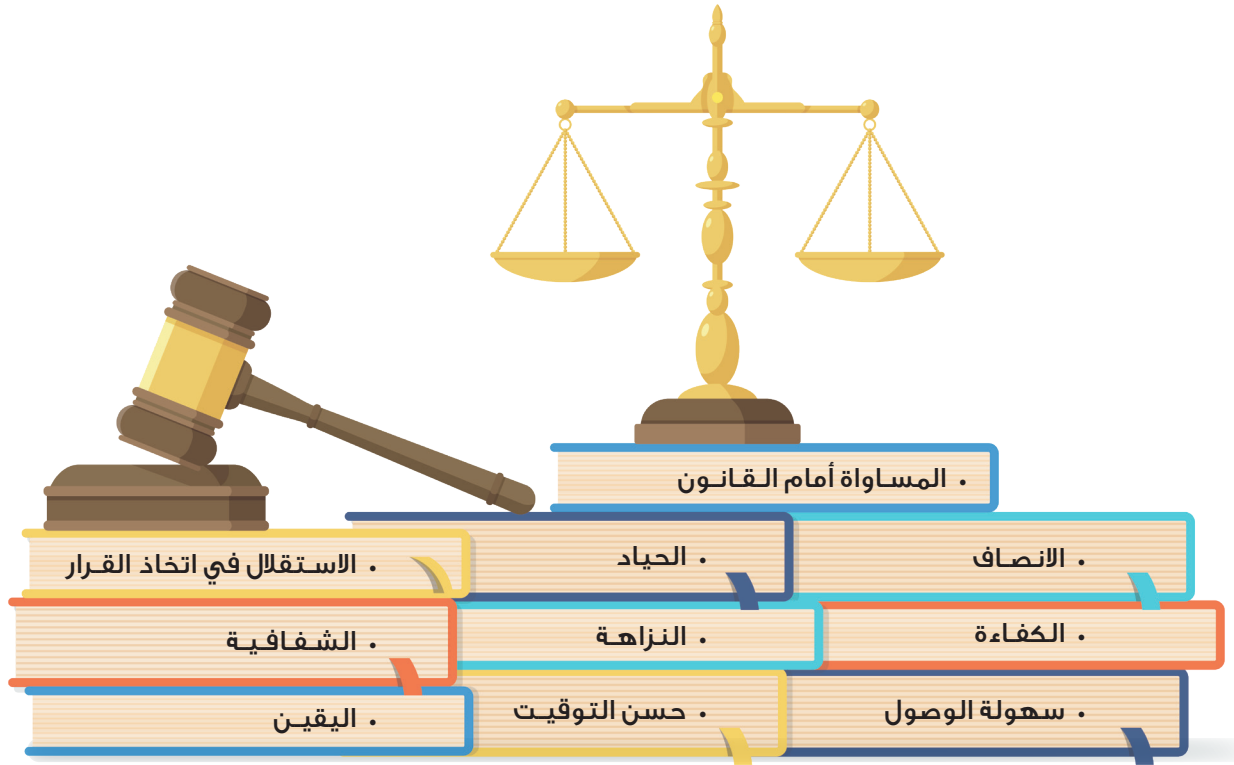 • المساواة أمام القانون
• الانصاف
• الحياد
• الاستقلال في اتخاذ القرار
• الكفاءة
• النزاهة
• الشفافية
• سهولة الوصول
• حسن التوقيت
• اليقين